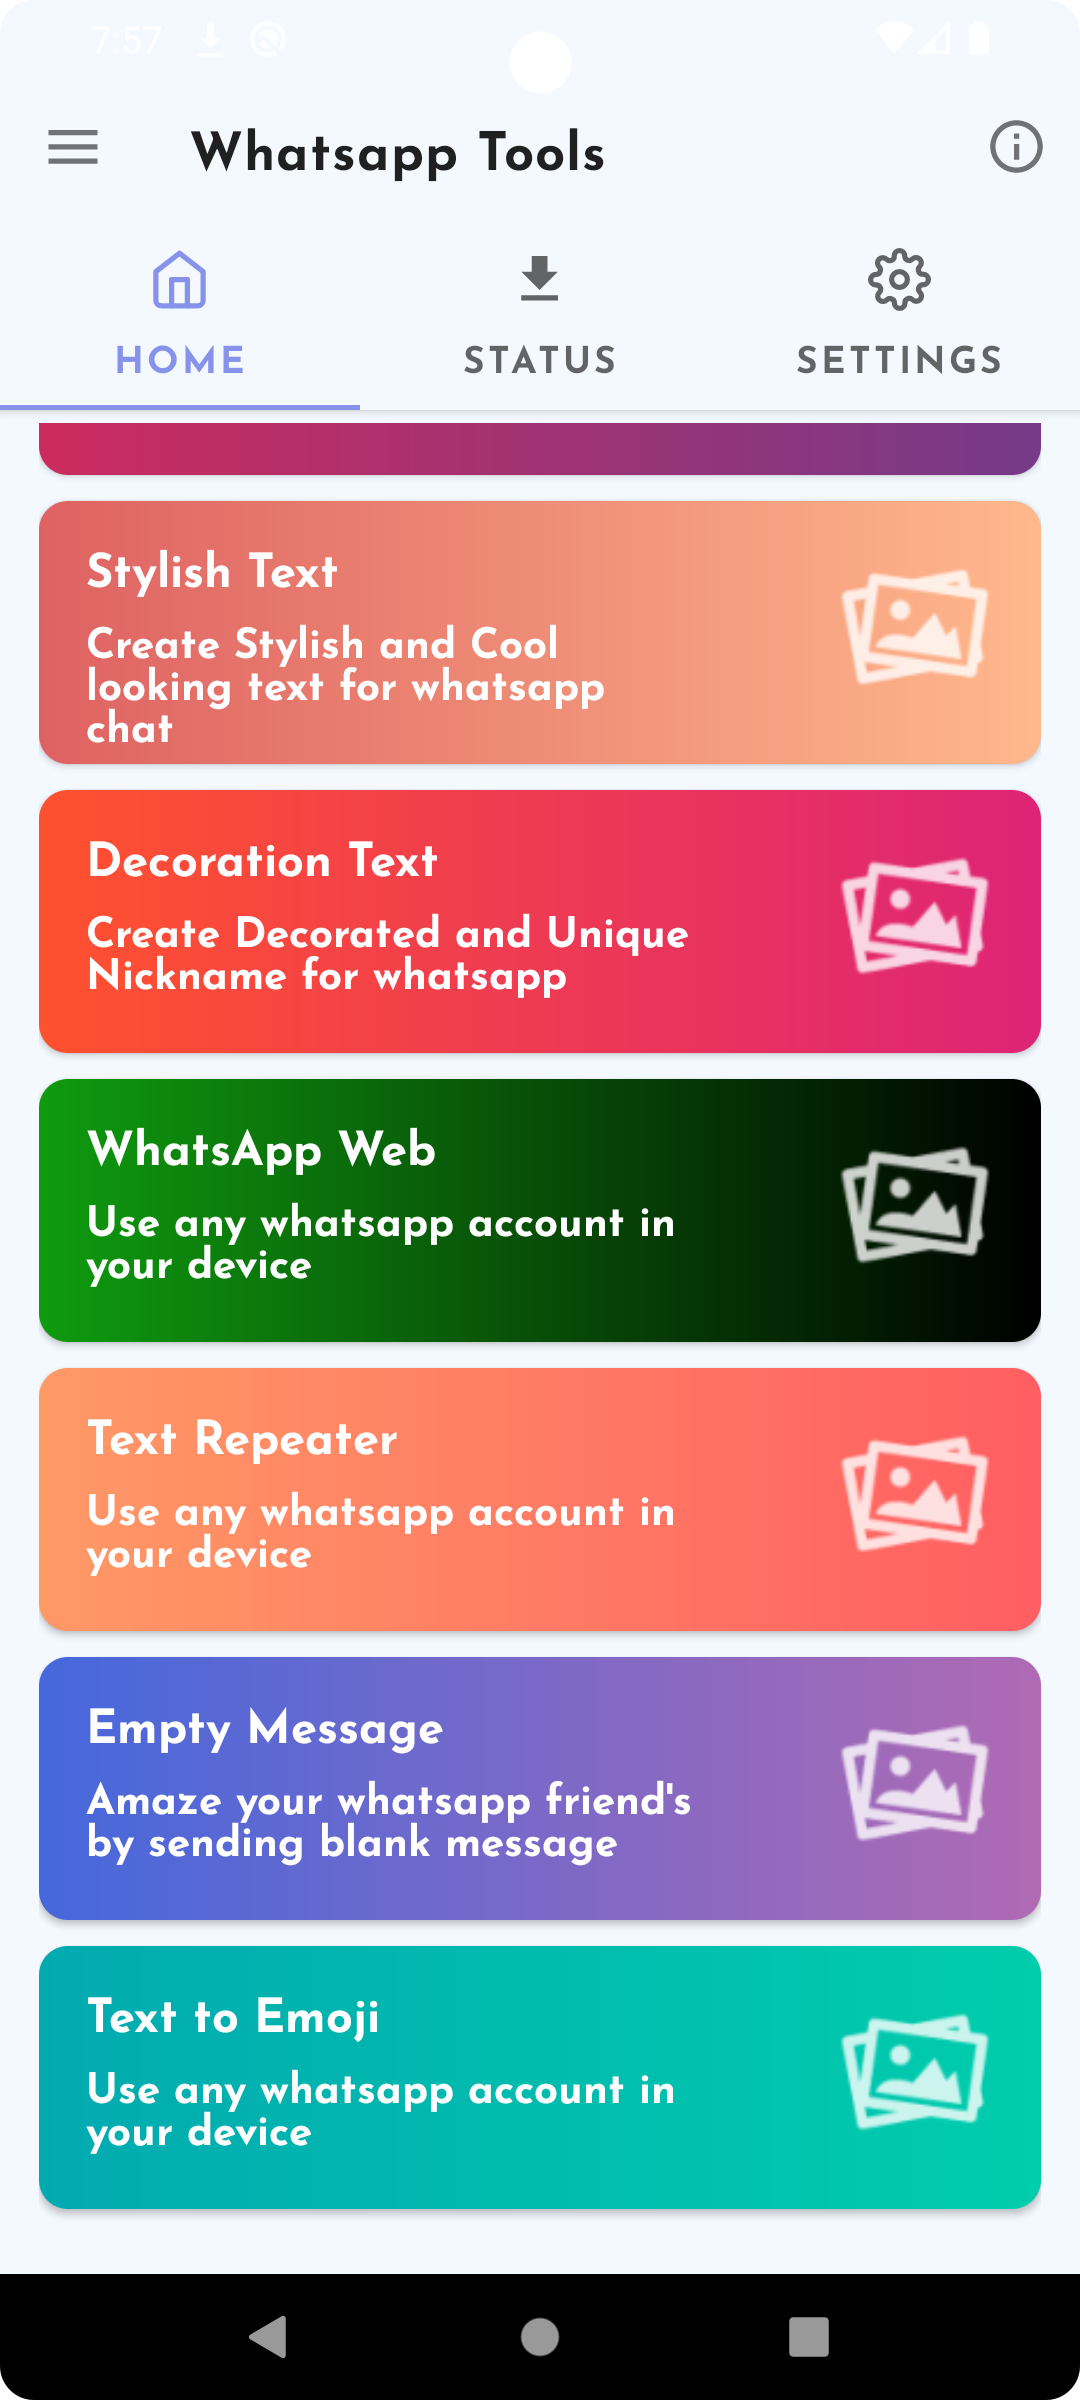 7:57
Whatsapp Tools
HOME
STATUS
SETTINGS
Stylish Text
Create Stylish and Cool
looking text for whatsapp
chat
Decoration Text
Create Decorated and Unique
Nickname for whatsapp
WhatsApp Web
Use any whatsapp account in
your device
Text Repeater
Use any whatsapp account in
your device
Empty Message
Amaze your whatsapp friend's
by sending blank message
Text to Emoji
Use any whatsapp account in
your device